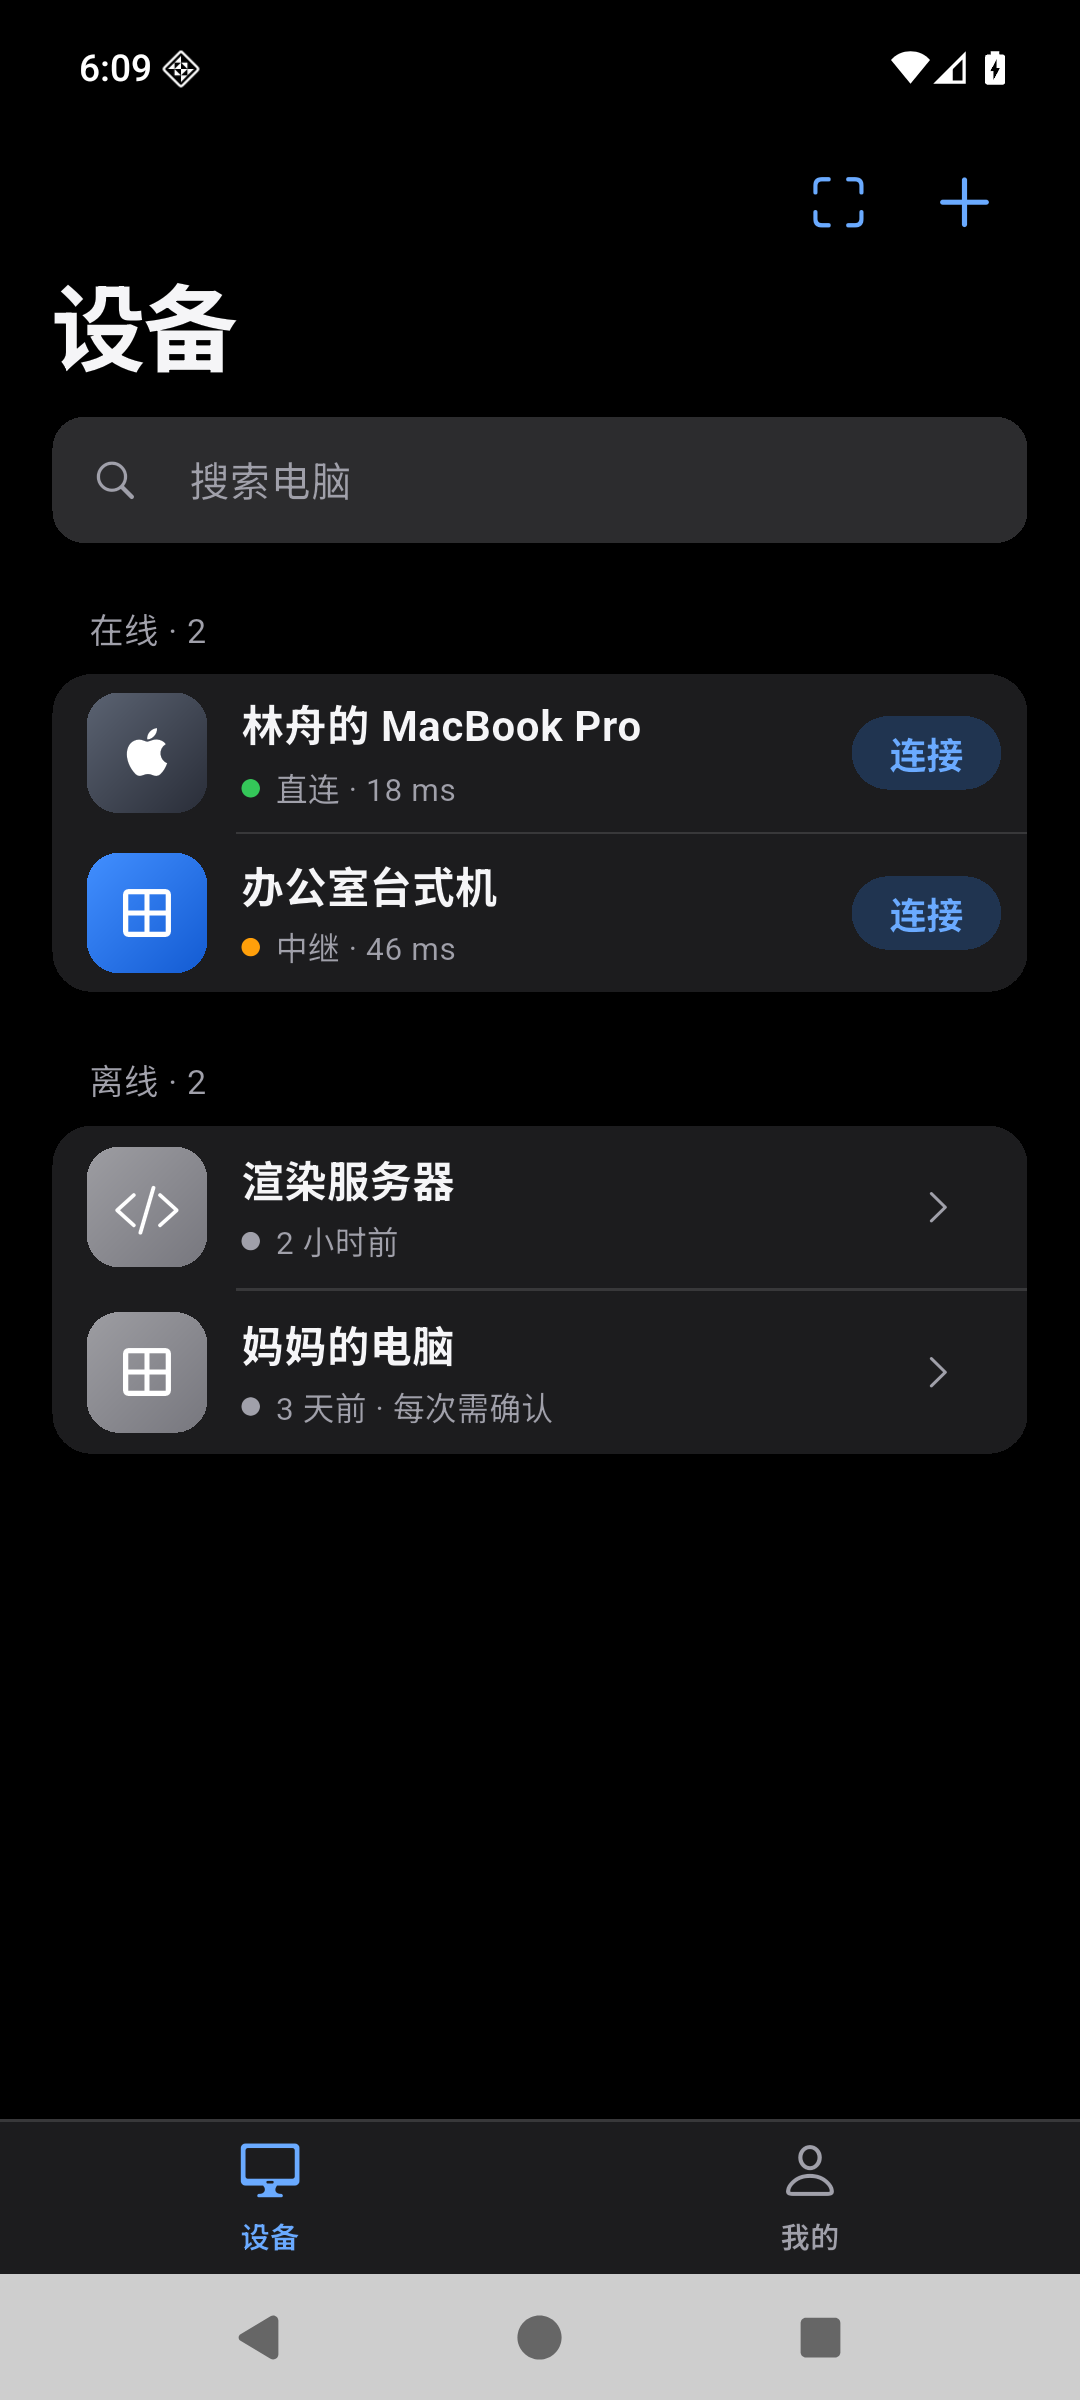 6:09
设备
搜索电脑
在线 · 2
林舟的 MacBook Pro
直连 · 18 ms
连接
办公室台式机
中继 · 46 ms
连接
离线 · 2
渲染服务器
2 小时前
妈妈的电脑
3 天前 · 每次需确认
设备
我的